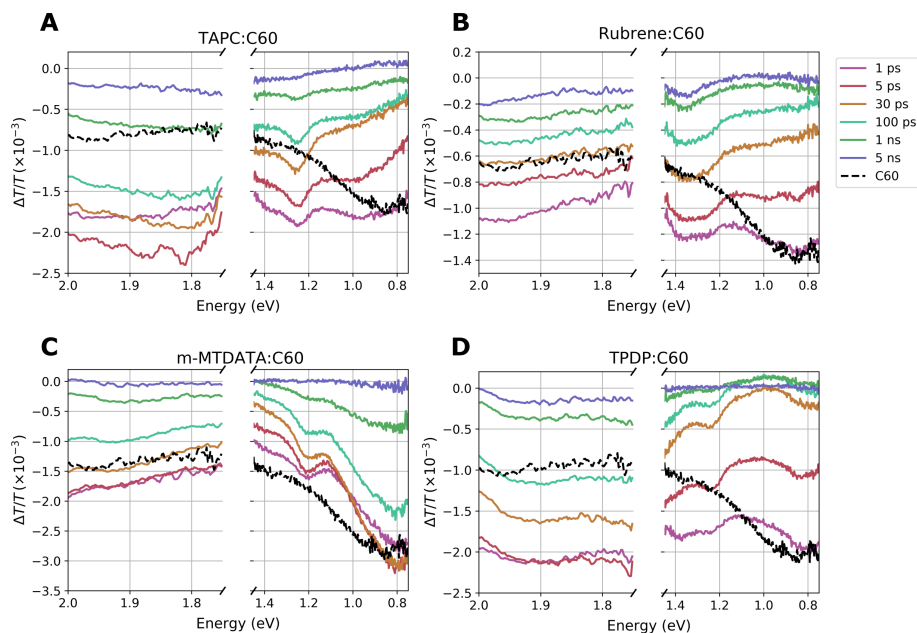 A
TAPC:C60
0.0
−0.5
−1.0
−1.5
−2.0
−2.5
ΔT/T (×10⁻³)
2.0 1.9 1.8 1.4 1.2 1.0 0.8
Energy (eV)
B
Rubrene:C60
0.2
0.0
−0.2
−0.4
−0.6
−0.8
−1.0
−1.2
−1.4
ΔT/T (×10⁻³)
2.0 1.9 1.8 1.4 1.2 1.0 0.8
Energy (eV)
1 ps
5 ps
30 ps
100 ps
1 ns
5 ns
C60
C
m-MTDATA:C60
0.0
−0.5
−1.0
−1.5
−2.0
−2.5
−3.0
−3.5
ΔT/T (×10⁻³)
2.0 1.9 1.8 1.4 1.2 1.0 0.8
Energy (eV)
D
TPDP:C60
0.0
−0.5
−1.0
−1.5
−2.0
−2.5
ΔT/T (×10⁻³)
2.0 1.9 1.8 1.4 1.2 1.0 0.8
Energy (eV)